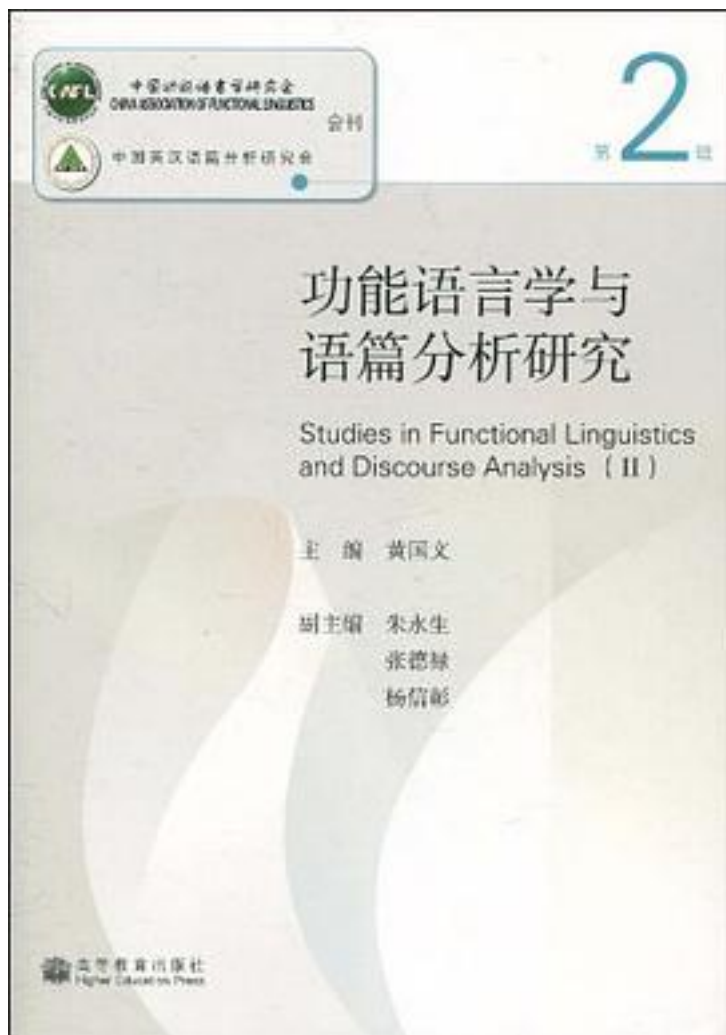 中国功能语言学研究会
CHINA ASSOCIATION OF FUNCTIONAL LINGUISTICS
会刊
中国英汉语篇分析研究会
第2辑
功能语言学与
语篇分析研究
Studies in Functional Linguistics
and Discourse Analysis（II）
主 编 黄国文
副主编 朱永生
张德禄
杨信彰
高等教育出版社
Higher Education Press